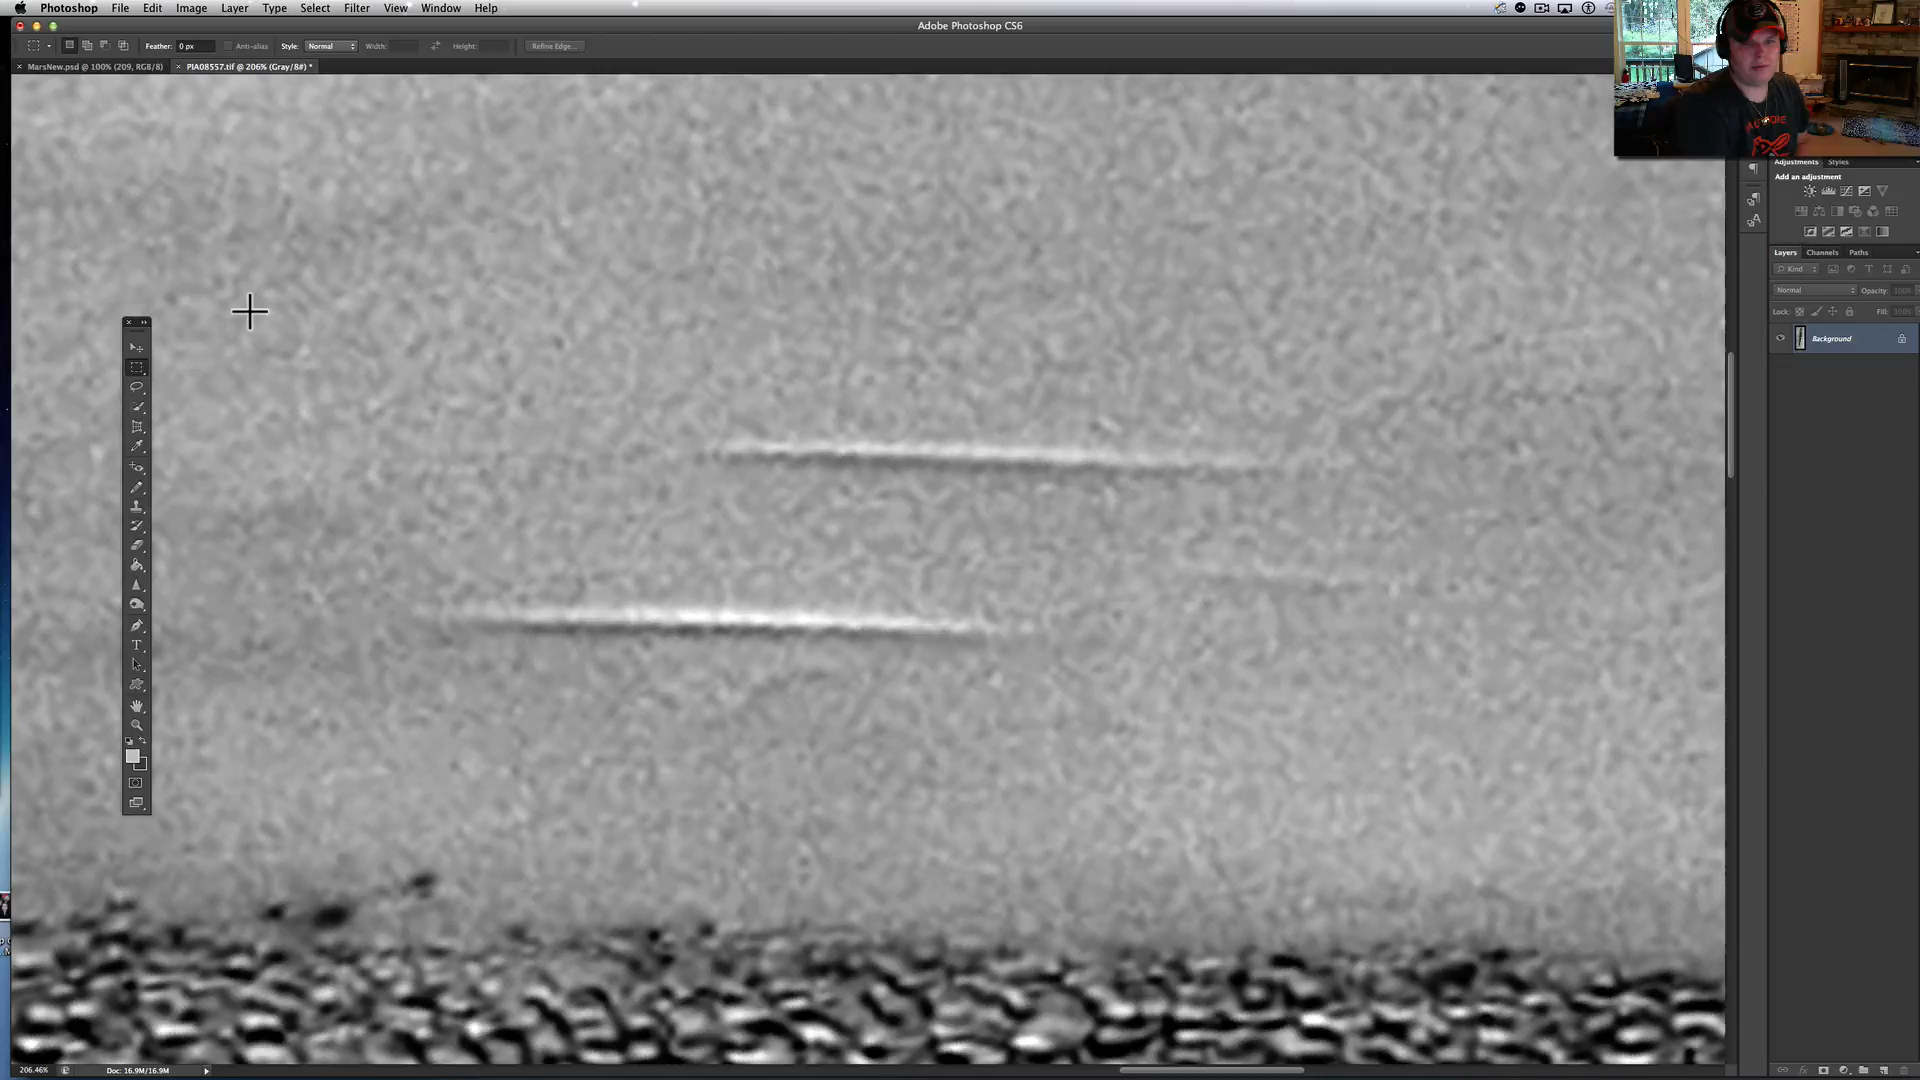 Photoshop File Edit Image Layer Type Select Filter View Window Help
Adobe Photoshop CS6
Feather: 0 px Anti-alias Style: Normal Width: Height: Refine Edge...
MarsNew.psd @ 100% (209, RGB/8) PIA08557.tif @ 206% (Gray/8#) *
Adjustments Styles
Add an adjustment
Layers Channels Paths
Kind
Normal Opacity: 100%
Lock: Fill: 100%
Background
206.46% Doc: 16.9M/16.9M